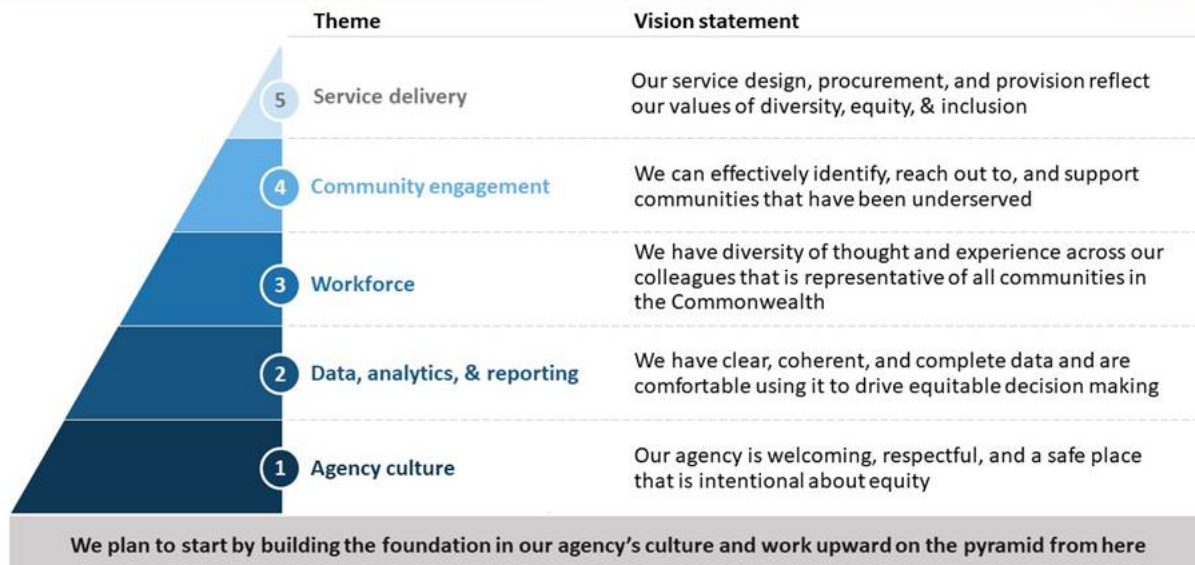 Theme
Vision statement
5
Service delivery
Our service design, procurement, and provision reflect
our values of diversity, equity, & inclusion
4
Community engagement
We can effectively identify, reach out to, and support
communities that have been underserved
3
Workforce
We have diversity of thought and experience across our
colleagues that is representative of all communities in
the Commonwealth
2
Data, analytics, & reporting
We have clear, coherent, and complete data and are
comfortable using it to drive equitable decision making
1
Agency culture
Our agency is welcoming, respectful, and a safe place
that is intentional about equity
We plan to start by building the foundation in our agency's culture and work upward on the pyramid from here